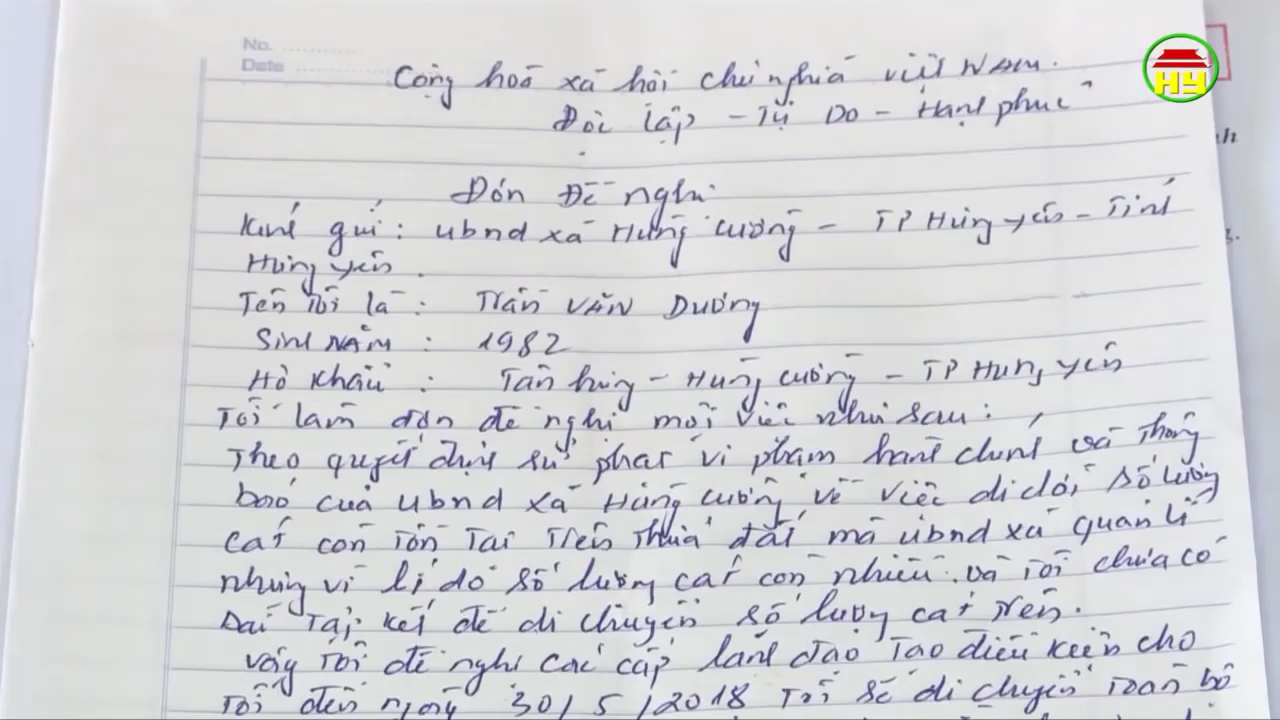 No. ............
Date ............
HY
Cộng hoà xã hội chủ nghĩa việt NAM.
Độc lập - Tự Do - Hạnh phúc
Đơn Đề nghị
Kính gửi: ubnd xã Hùng cường - TP Hưng yên - Tỉnh
Hưng yên.
Tên Tôi là : Trần VĂN Dương
Sinh NĂM : 1982
Hộ khẩu : Tân hưng - Hùng cường - TP Hưng yên
Tôi làm đơn đề nghị một việc như sau:
Theo quyết định sử phạt vi phạm hành chính và thông
báo của ubnd xã Hùng cường về việc di dời số lượng
cát còn tồn Tại Trên Thửa đất mà ubnd xã quản lí
nhưng vì lí do số lượng cát còn nhiều và Tôi chưa có
Đất Tập kết để di chuyển số lượng cát trên.
vậy Tôi đề nghị các cấp lãnh đạo Tạo điều kiện cho
Tôi đến ngày 30/5/2018 Tôi sẽ di chuyển Toàn bộ